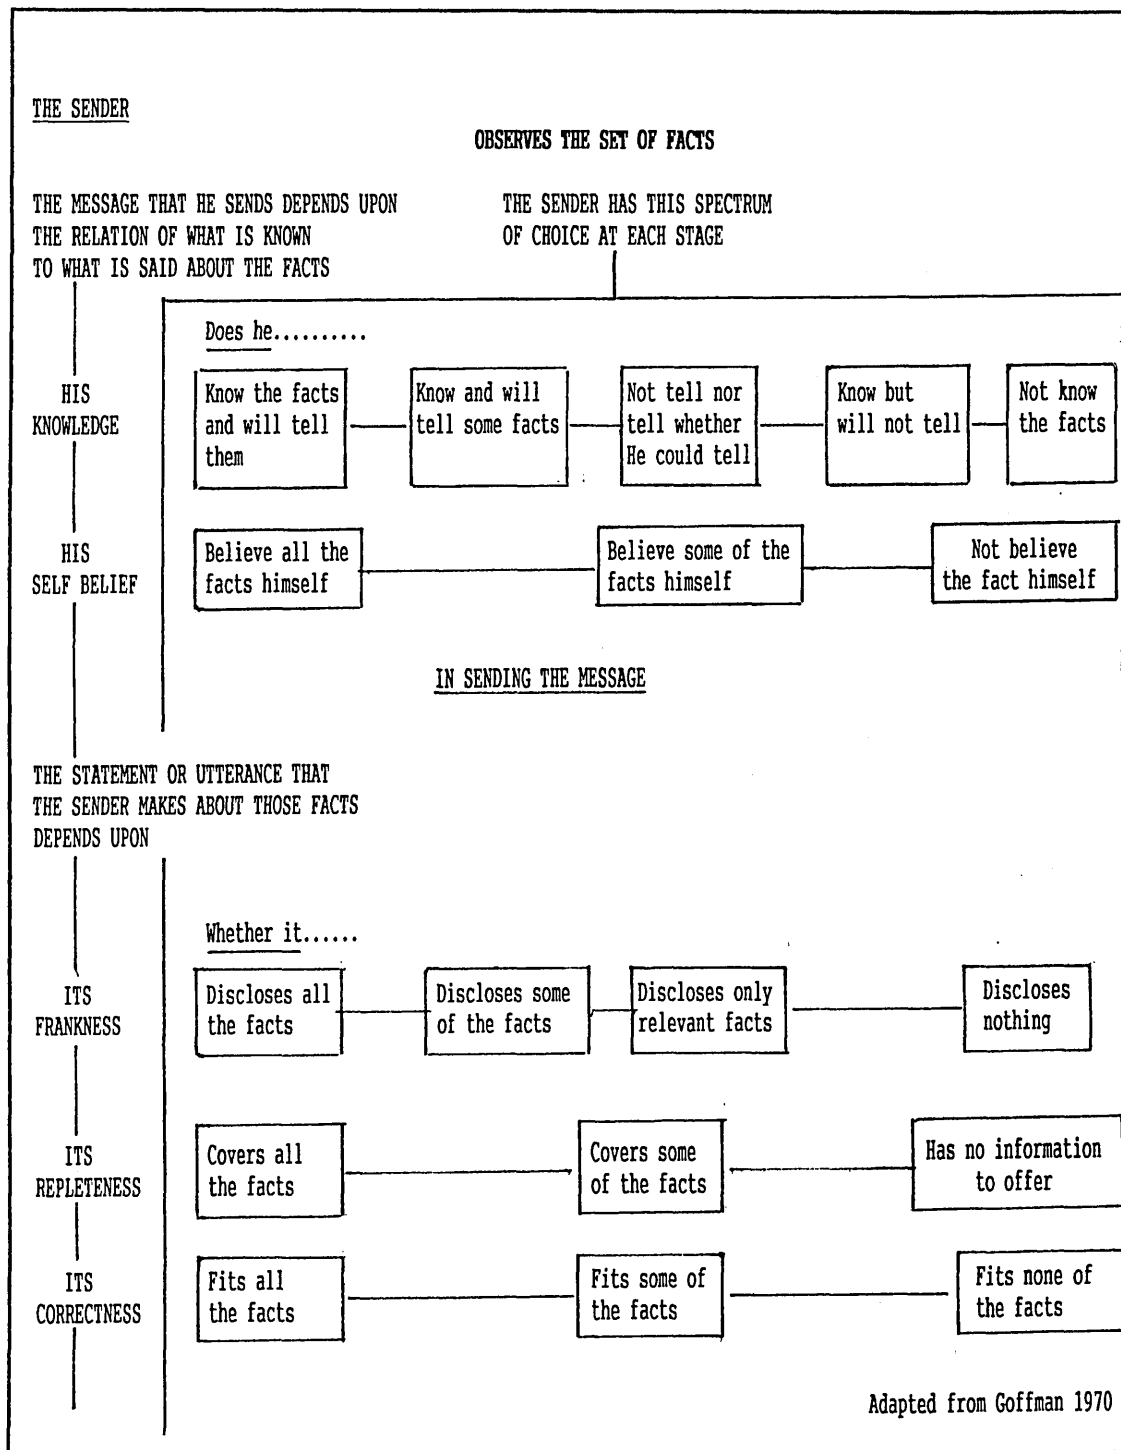 THE SENDER
OBSERVES THE SET OF FACTS
THE MESSAGE THAT HE SENDS DEPENDS UPON
THE RELATION OF WHAT IS KNOWN
TO WHAT IS SAID ABOUT THE FACTS
THE SENDER HAS THIS SPECTRUM
OF CHOICE AT EACH STAGE
Does he..........
HIS
KNOWLEDGE
Know the facts
and will tell
them
Know and will
tell some facts
Not tell nor
tell whether
He could tell
Know but
will not tell
Not know
the facts
HIS
SELF BELIEF
Believe all the
facts himself
Believe some of the
facts himself
Not believe
the fact himself
IN SENDING THE MESSAGE
THE STATEMENT OR UTTERANCE THAT
THE SENDER MAKES ABOUT THOSE FACTS
DEPENDS UPON
Whether it......
ITS
FRANKNESS
Discloses all
the facts
Discloses some
of the facts
Discloses only
relevant facts
Discloses
nothing
ITS
REPLETENESS
Covers all
the facts
Covers some
of the facts
Has no information
to offer
ITS
CORRECTNESS
Fits all
the facts
Fits some of
the facts
Fits none of
the facts
Adapted from Goffman 1970